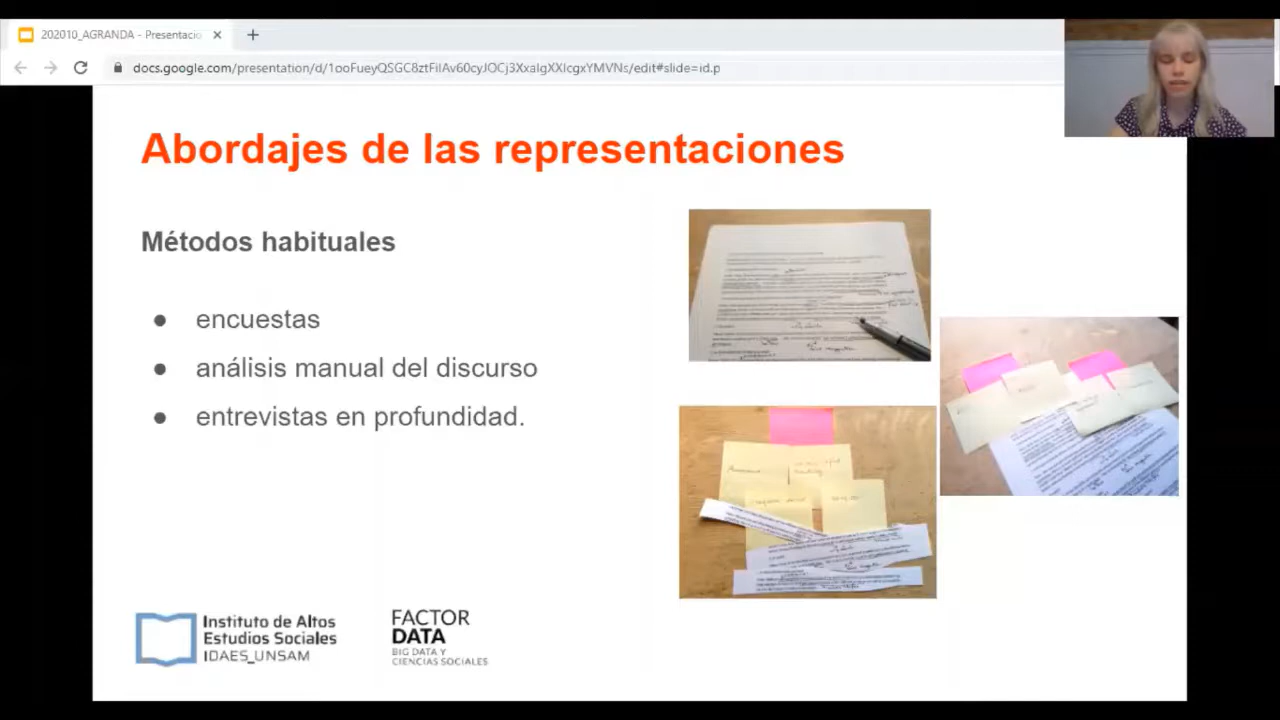 202010_AGRANDA - Presentacio
docs.google.com/presentation/d/1ooFueyQSGC8ztFiIAv60cyJOCj3XxaIgXXIcgxYMVNs/edit#slide=id.p
Abordajes de las representaciones
Métodos habituales
● encuestas
● análisis manual del discurso
● entrevistas en profundidad.
Instituto de Altos
Estudios Sociales
IDAES_UNSAM
FACTOR
DATA
BIG DATA Y
CIENCIAS SOCIALES